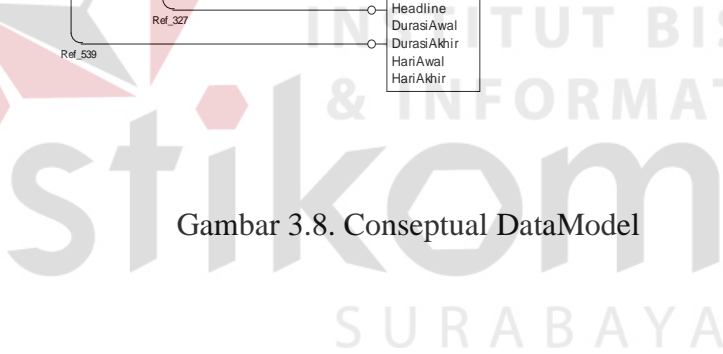 Headline
Ref_327
DurasiAwal
DurasiAkhir
Ref_539
HariAwal
HariAkhir
INSTITUT BIS
& INFORMAT
stikom
Gambar 3.8. Conseptual DataModel
SURABAYA